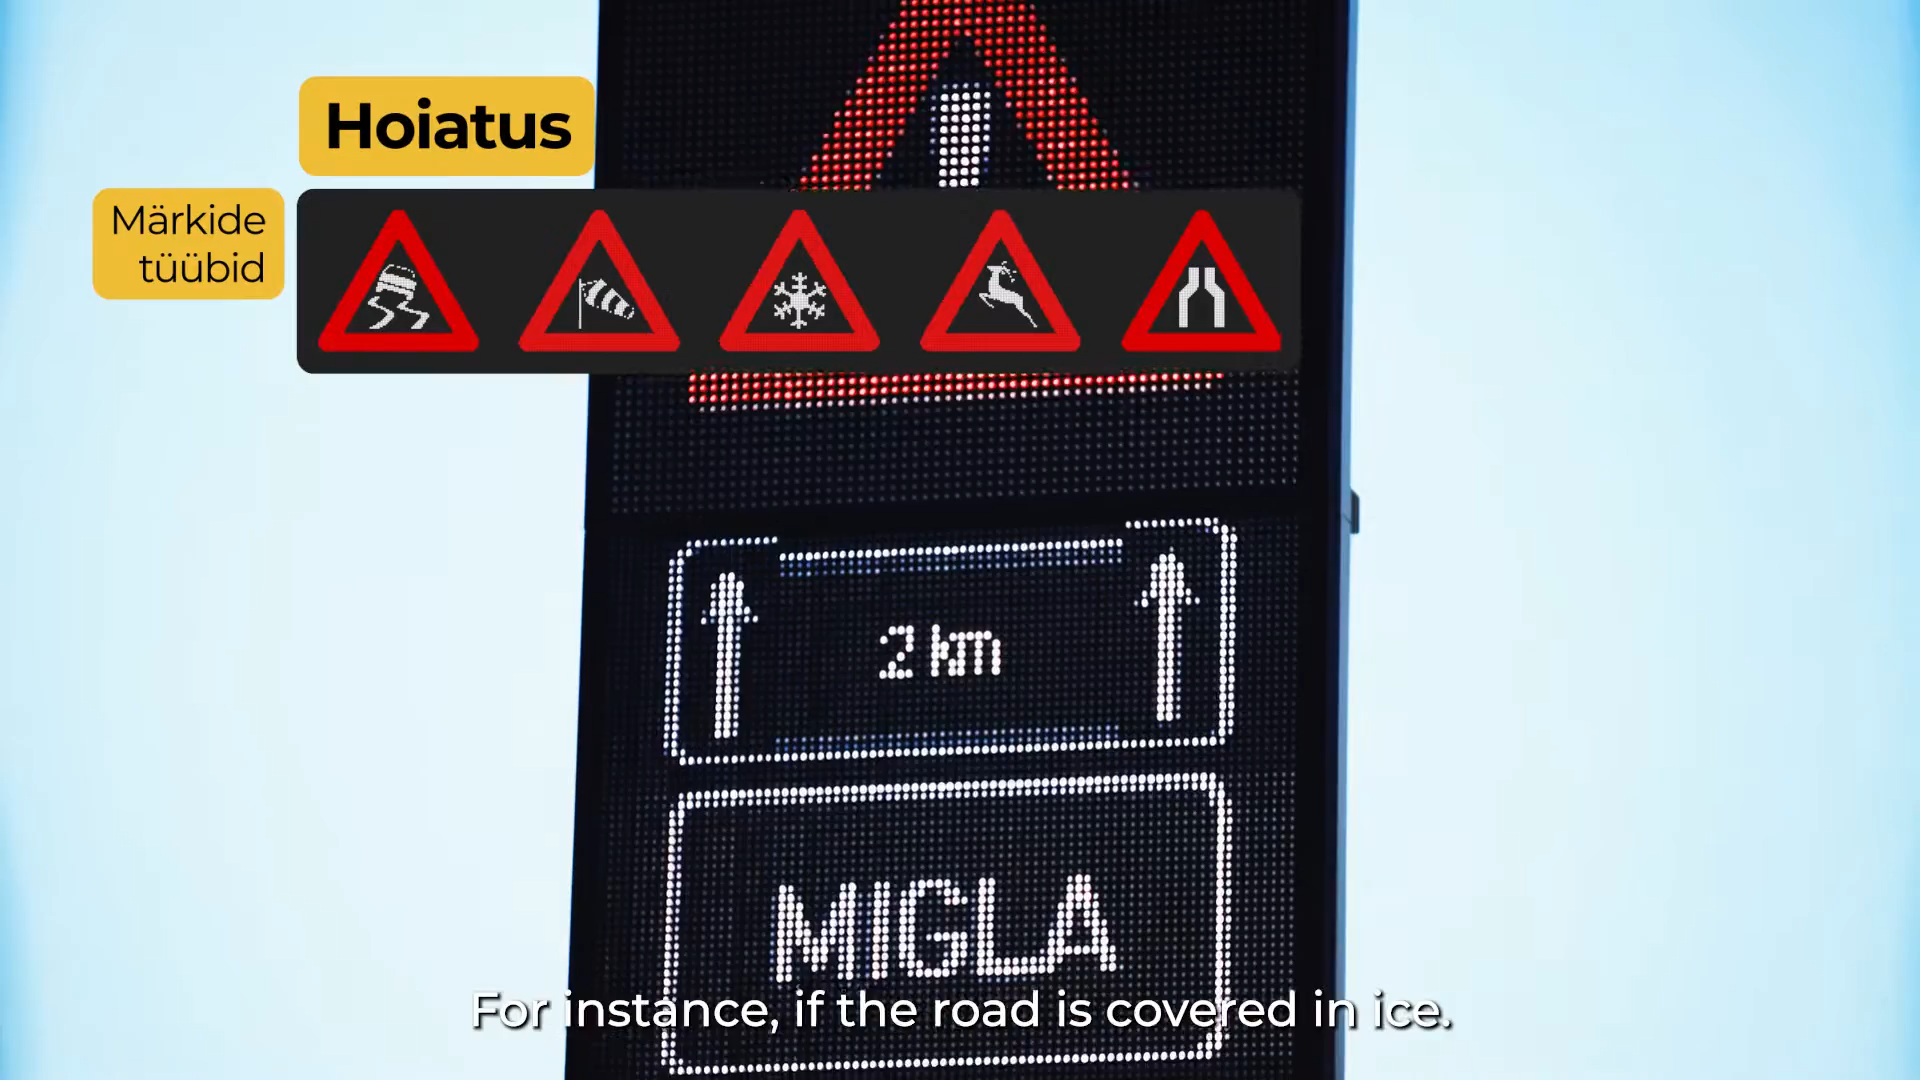 Hoiatus
Märkide
tüübid
2 km
MIGLA
For instance, if the road is covered in ice.